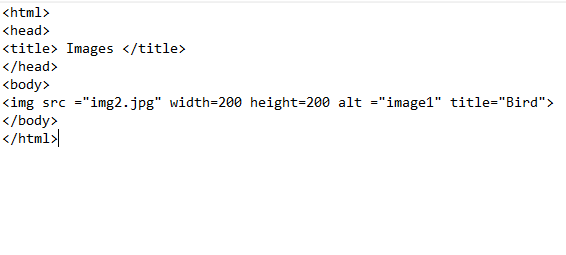 <html>
<head>
<title> Images </title>
</head>
<body>
<img src ="img2.jpg" width=200 height=200 alt ="image1" title="Bird">
</body>
</html>